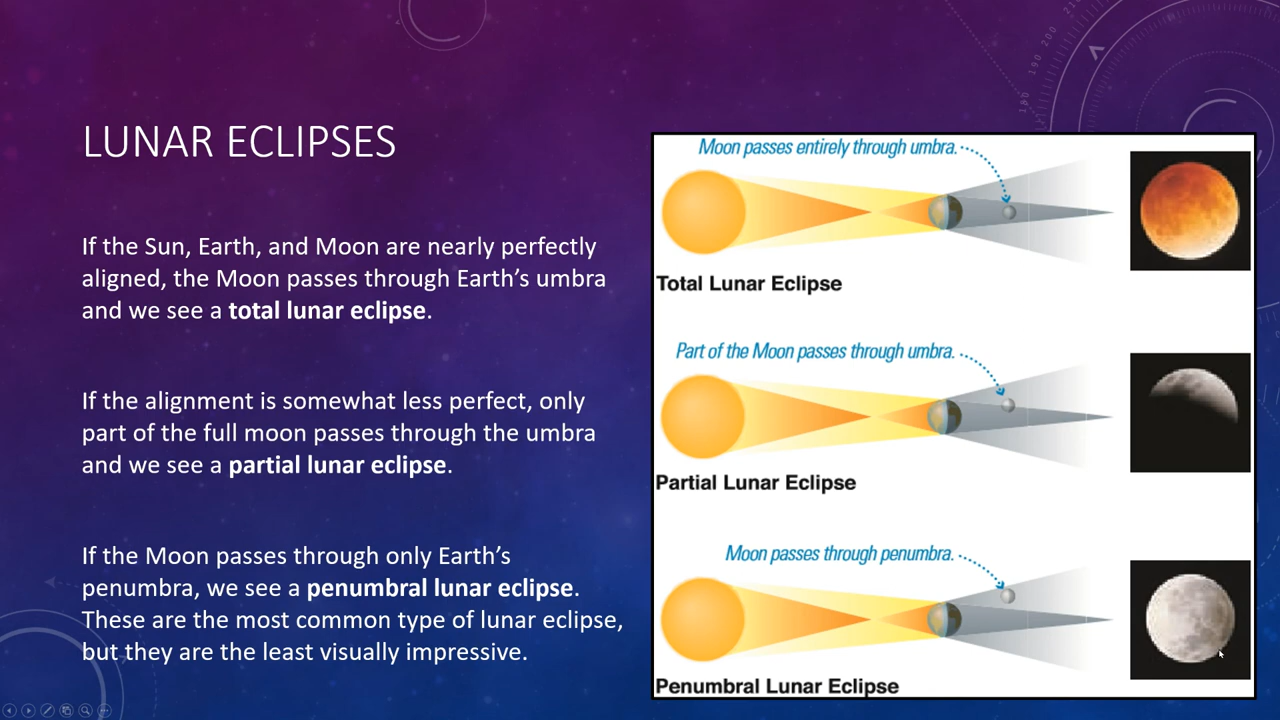 LUNAR ECLIPSES
If the Sun, Earth, and Moon are nearly perfectly
aligned, the Moon passes through Earth’s umbra
and we see a total lunar eclipse.
If the alignment is somewhat less perfect, only
part of the full moon passes through the umbra
and we see a partial lunar eclipse.
If the Moon passes through only Earth’s
penumbra, we see a penumbral lunar eclipse.
These are the most common type of lunar eclipse,
but they are the least visually impressive.
Moon passes entirely through umbra.
Total Lunar Eclipse
Part of the Moon passes through umbra.
Partial Lunar Eclipse
Moon passes through penumbra.
Penumbral Lunar Eclipse
180
190
200